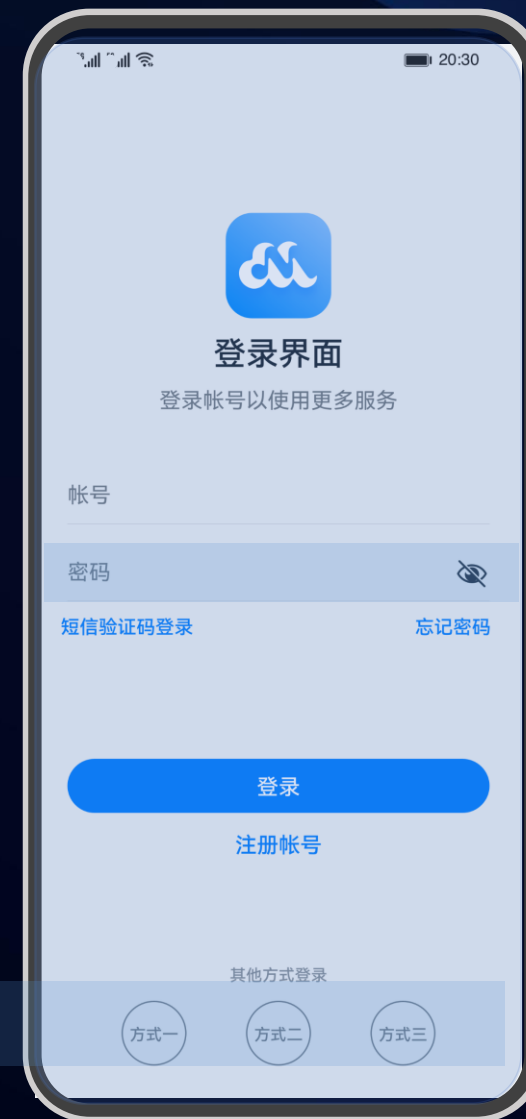 20:30
登录界面
登录帐号以使用更多服务
帐号
密码
短信验证码登录 忘记密码
登录
注册帐号
其他方式登录
方式一 方式二 方式三